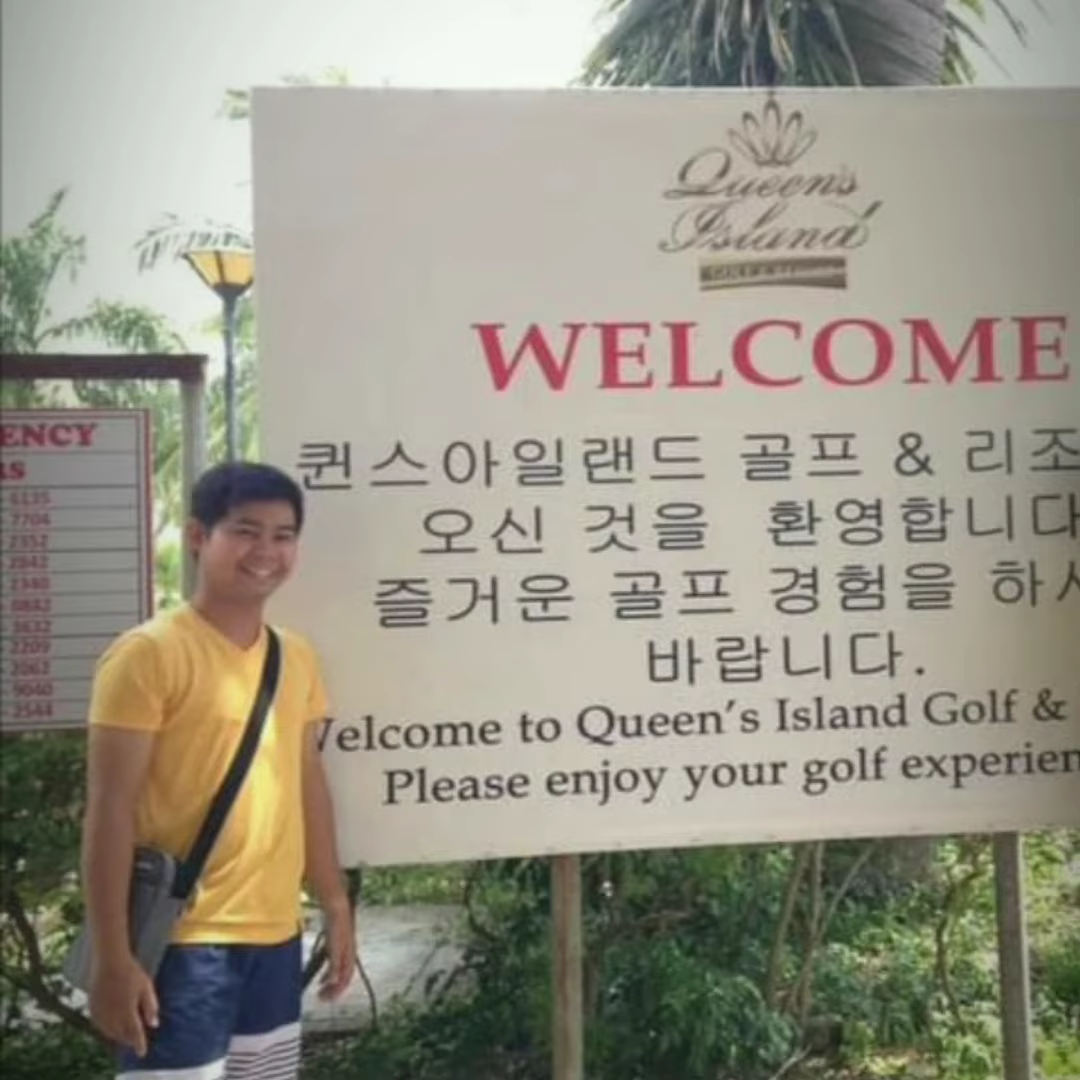 ENCY
RS
6135
7704
2352
2842
2340
0882
3632
2209
2062
9040
2544
Queen's
Island
WELCOME
퀸스아일랜드 골프 & 리조
오신 것을 환영합니다
즐거운 골프 경험을 하시
바랍니다.
Welcome to Queen's Island Golf &
Please enjoy your golf experien